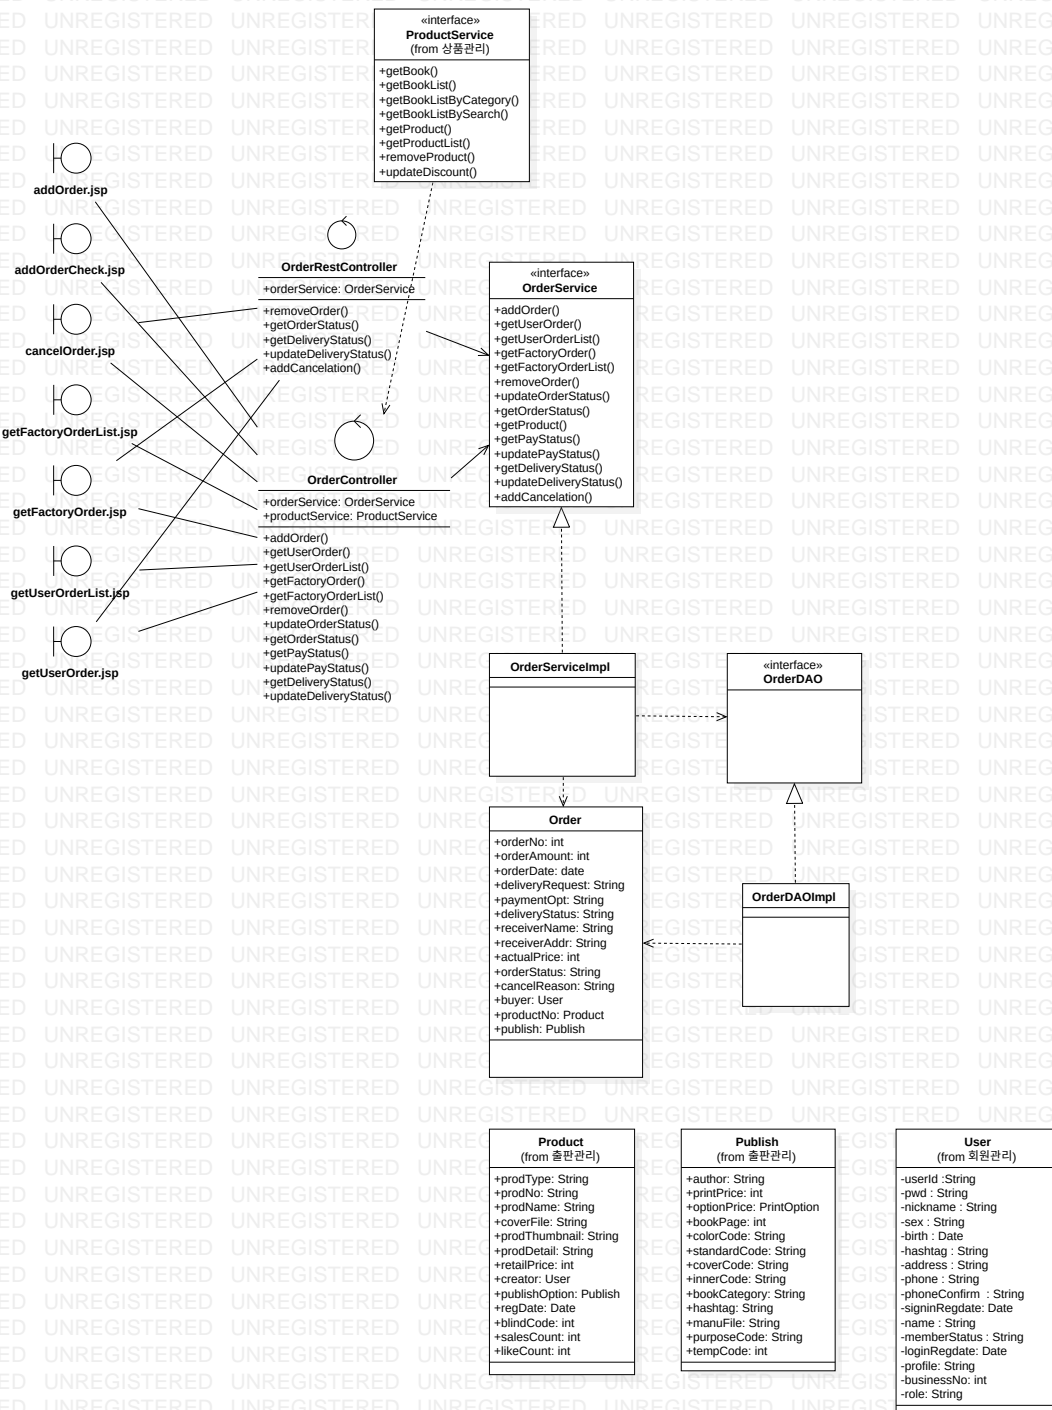 «interface»
ProductService
(from 상품관리)
+getBook()
+getBookList()
+getBookListByCategory()
+getBookListBySearch()
+getProduct()
+getProductList()
+removeProduct()
+updateDiscount()
addOrder.jsp
addOrderCheck.jsp
cancelOrder.jsp
getFactoryOrderList.jsp
getFactoryOrder.jsp
getUserOrderList.jsp
getUserOrder.jsp
OrderRestController
+orderService: OrderService
+removeOrder()
+getOrderStatus()
+getDeliveryStatus()
+updateDeliveryStatus()
+addCancelation()
OrderController
+orderService: OrderService
+productService: ProductService
+addOrder()
+getUserOrder()
+getUserOrderList()
+getFactoryOrder()
+getFactoryOrderList()
+removeOrder()
+updateOrderStatus()
+getOrderStatus()
+getPayStatus()
+updatePayStatus()
+getDeliveryStatus()
+updateDeliveryStatus()
«interface»
OrderService
+addOrder()
+getUserOrder()
+getUserOrderList()
+getFactoryOrder()
+getFactoryOrderList()
+removeOrder()
+updateOrderStatus()
+getOrderStatus()
+getProduct()
+getPayStatus()
+updatePayStatus()
+getDeliveryStatus()
+updateDeliveryStatus()
+addCancelation()
OrderServiceImpl
«interface»
OrderDAO
Order
+orderNo: int
+orderAmount: int
+orderDate: date
+deliveryRequest: String
+paymentOpt: String
+deliveryStatus: String
+receiverName: String
+receiverAddr: String
+actualPrice: int
+orderStatus: String
+cancelReason: String
+buyer: User
+productNo: Product
+publish: Publish
OrderDAOImpl
Product
(from 출판관리)
+prodType: String
+prodNo: String
+prodName: String
+coverFile: String
+prodThumbnail: String
+prodDetail: String
+retailPrice: int
+creator: User
+publishOption: Publish
+regDate: Date
+blindCode: int
+salesCount: int
+likeCount: int
Publish
(from 출판관리)
+author: String
+printPrice: int
+optionPrice: PrintOption
+bookPage: int
+colorCode: String
+standardCode: String
+coverCode: String
+innerCode: String
+bookCategory: String
+hashtag: String
+manuFile: String
+purposeCode: String
+tempCode: int
User
(from 회원관리)
-userId :String
-pwd : String
-nickname : String
-sex : String
-birth : Date
-hashtag : String
-address : String
-phone : String
-phoneConfirm : String
-signinRegdate: Date
-name : String
-memberStatus : String
-loginRegdate: Date
-profile: String
-businessNo: int
-role: String